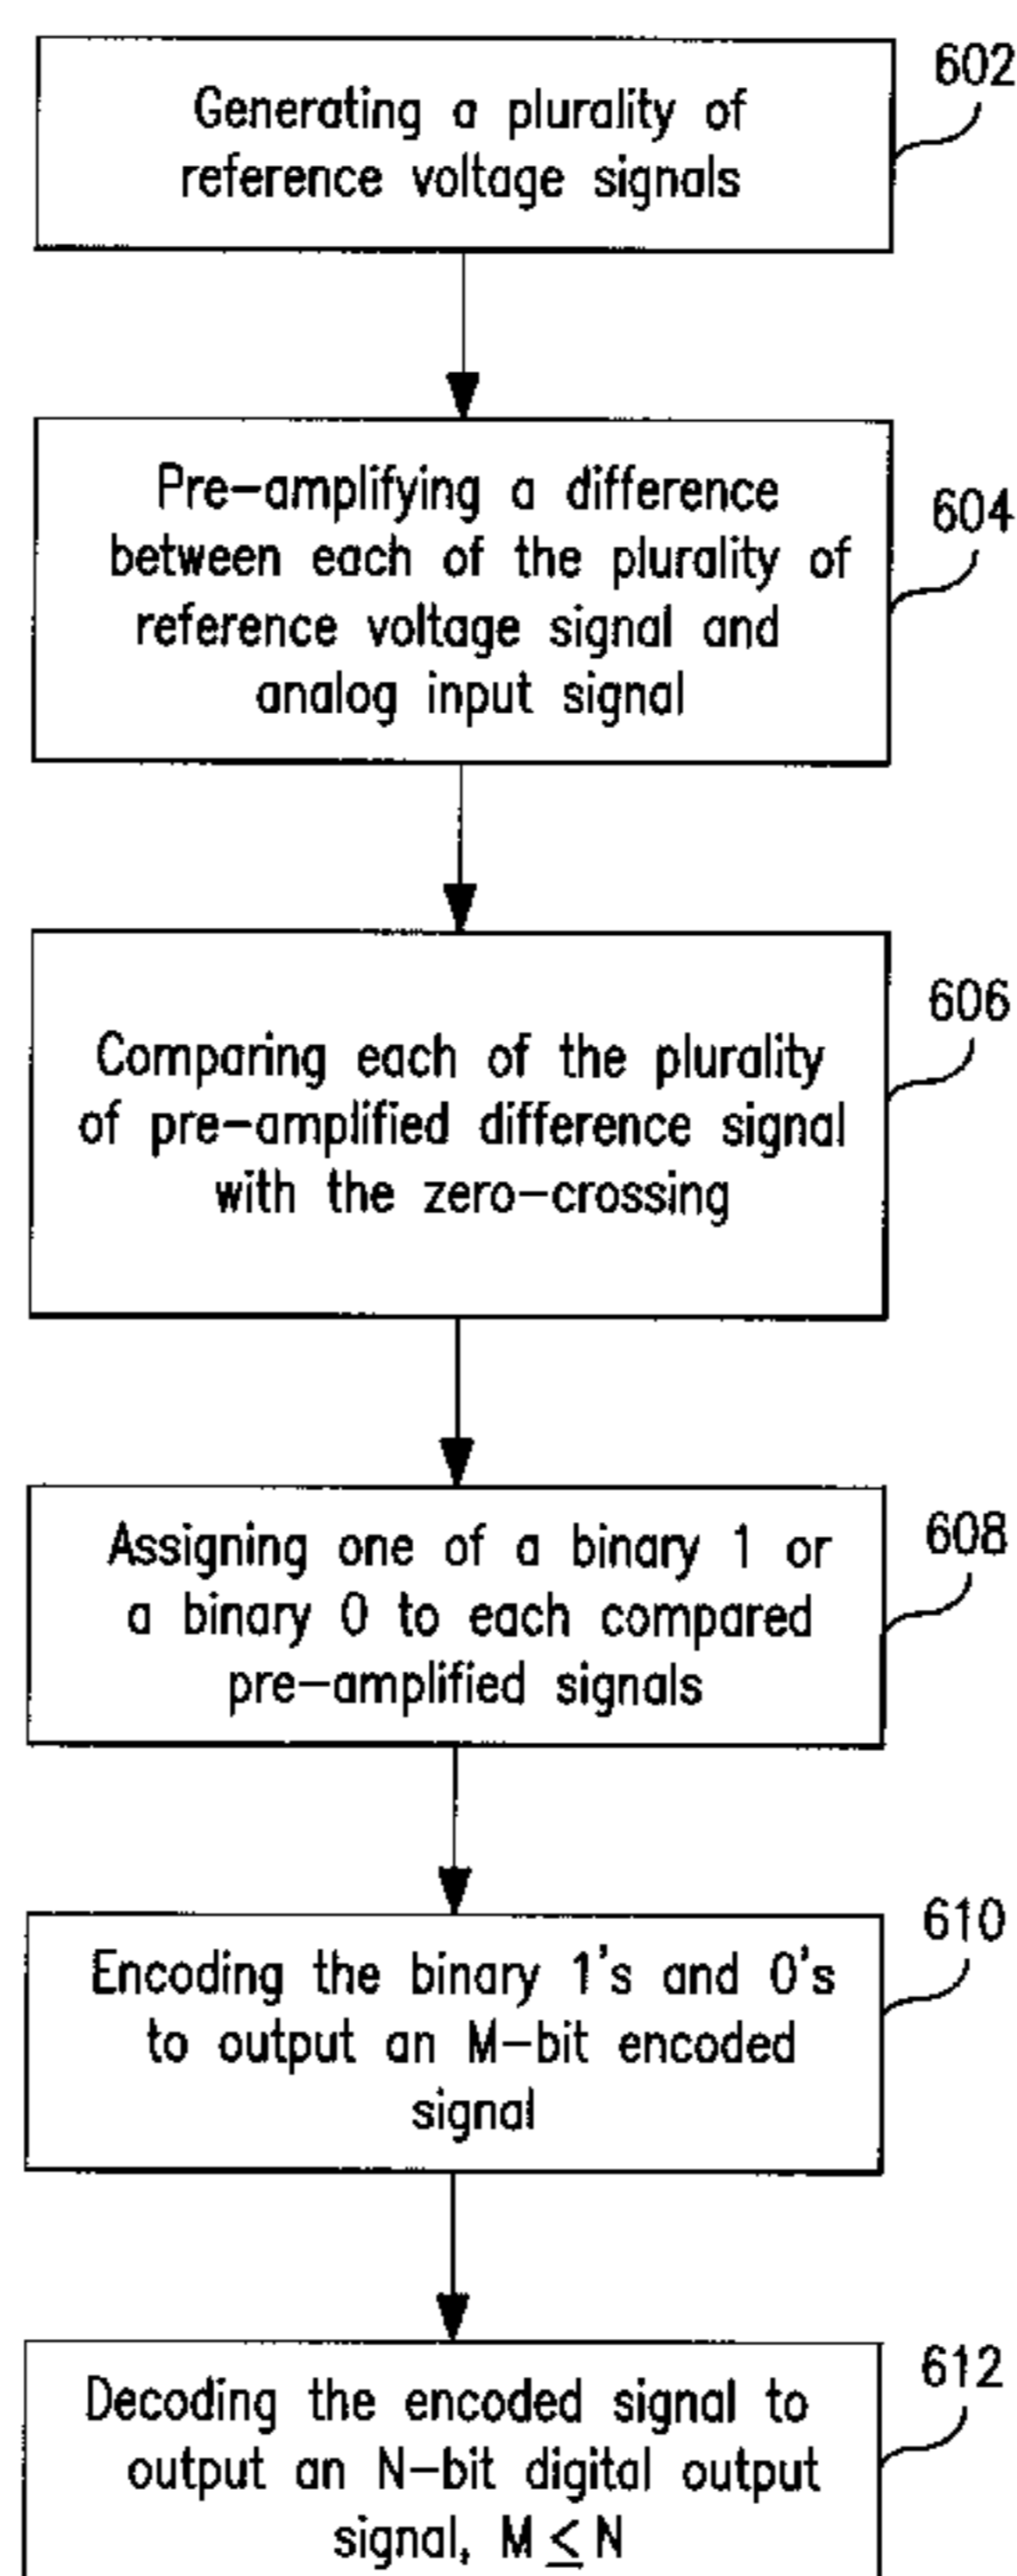 602
Generating a plurality of
reference voltage signals
604
Pre-amplifying a difference
between each of the plurality of
reference voltage signal and
analog input signal
606
Comparing each of the plurality
of pre-amplified difference signal
with the zero-crossing
608
Assigning one of a binary 1 or
a binary 0 to each compared
pre-amplified signals
610
Encoding the binary 1's and 0's
to output an M-bit encoded
signal
612
Decoding the encoded signal to
output an N-bit digital output
signal, M ≤ N